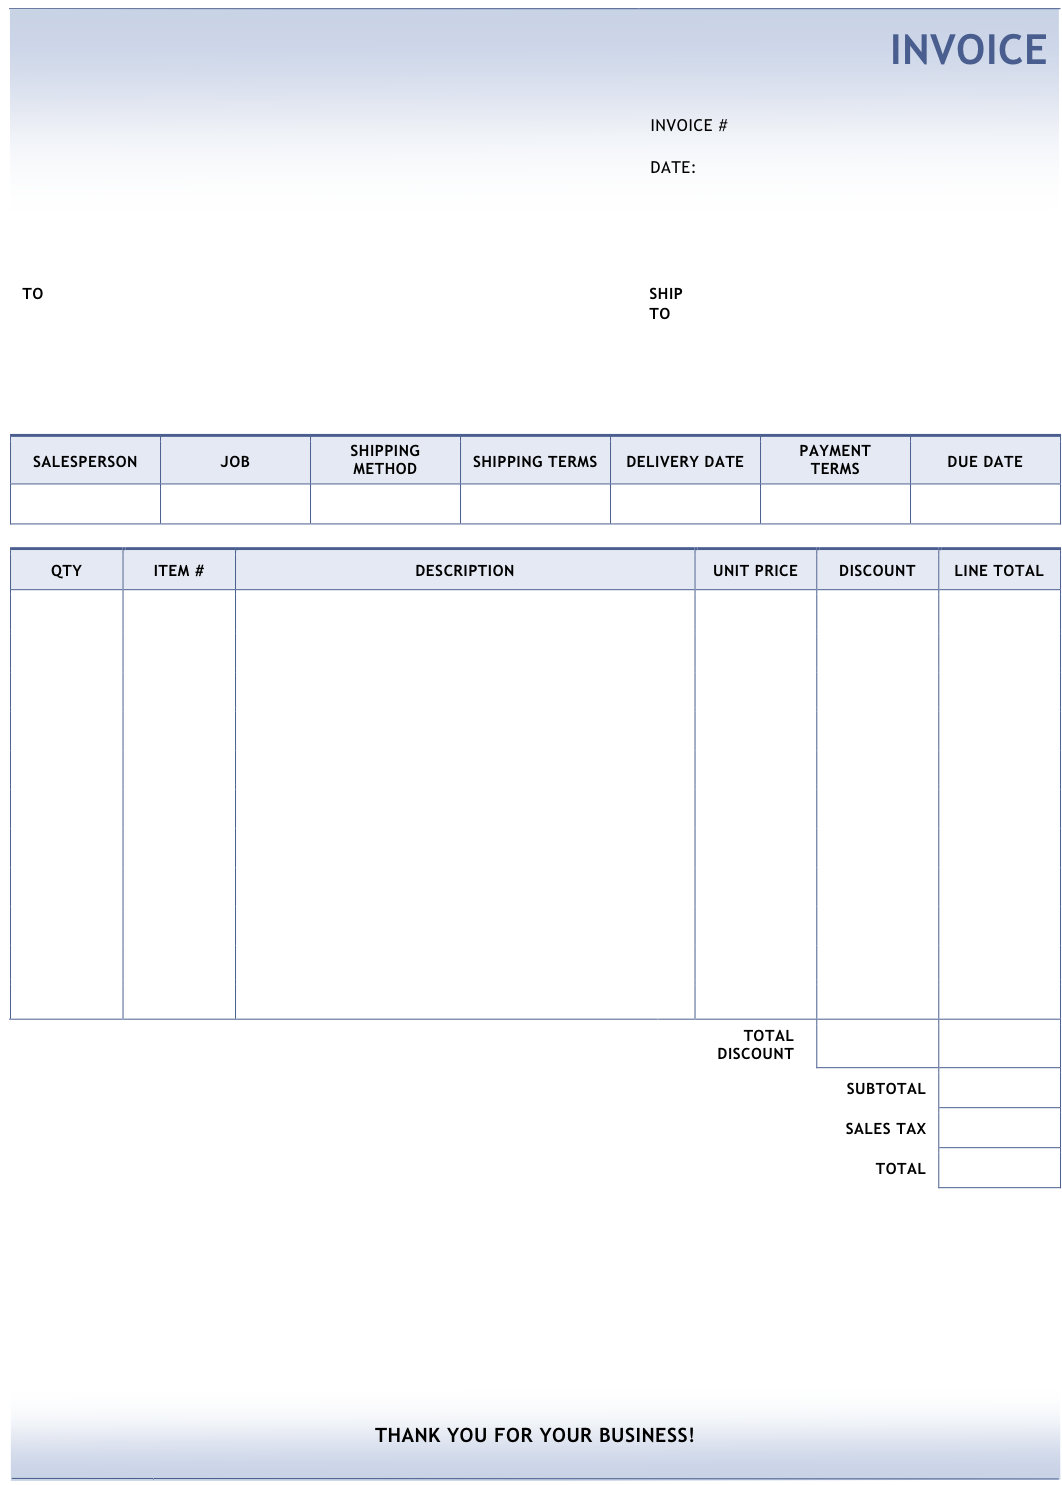 INVOICE
INVOICE #
DATE:
TO
SHIP
TO
SALESPERSON
JOB
SHIPPING
METHOD
SHIPPING TERMS
DELIVERY DATE
PAYMENT
TERMS
DUE DATE
QTY
ITEM #
DESCRIPTION
UNIT PRICE
DISCOUNT
LINE TOTAL
TOTAL
DISCOUNT
SUBTOTAL
SALES TAX
TOTAL
THANK YOU FOR YOUR BUSINESS!